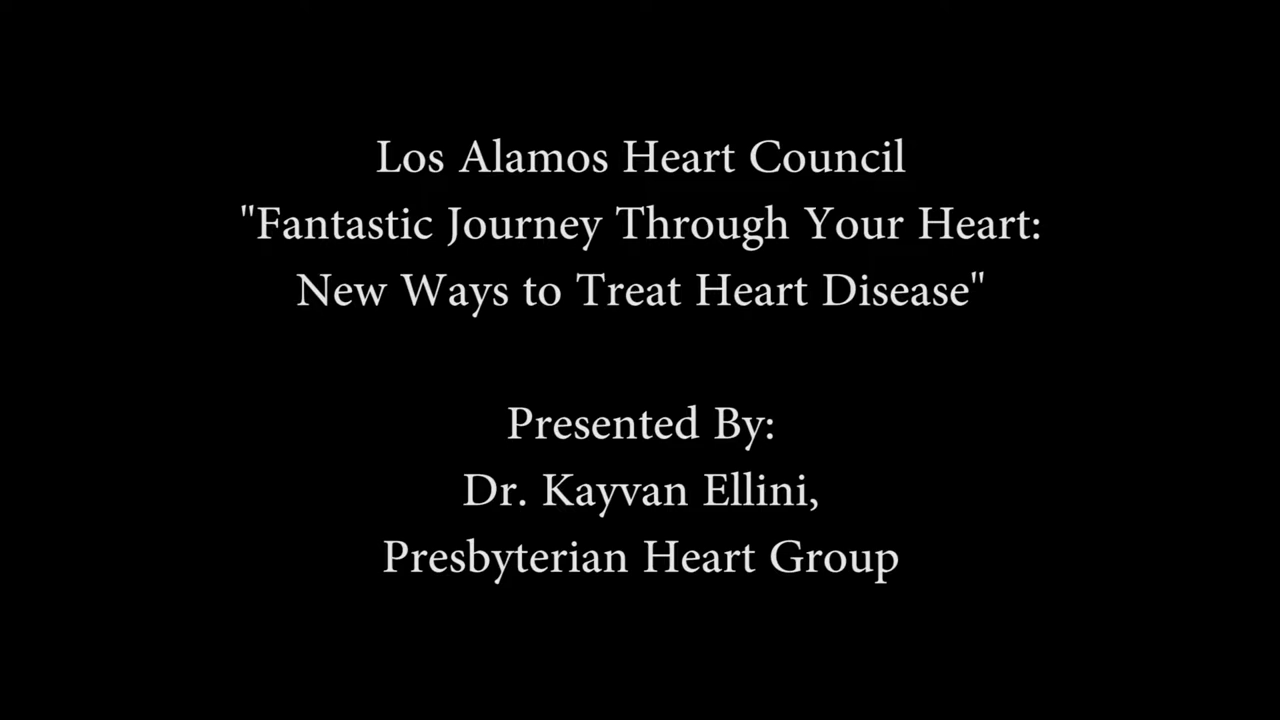 Los Alamos Heart Council
"Fantastic Journey Through Your Heart:
New Ways to Treat Heart Disease"
Presented By:
Dr. Kayvan Ellini,
Presbyterian Heart Group